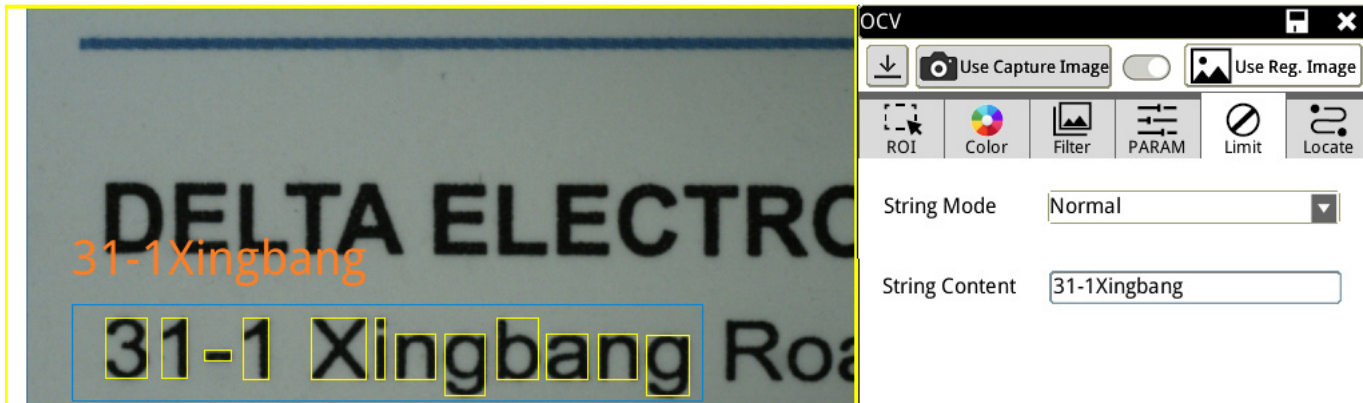 OCV
Use Capture Image
Use Reg. Image
ROI
Color
Filter
PARAM
Limit
Locate
DELTA ELECTRO
31-1Xingbang
31-1 Xingbang Roa
String Mode
Normal
String Content
31-1Xingbang